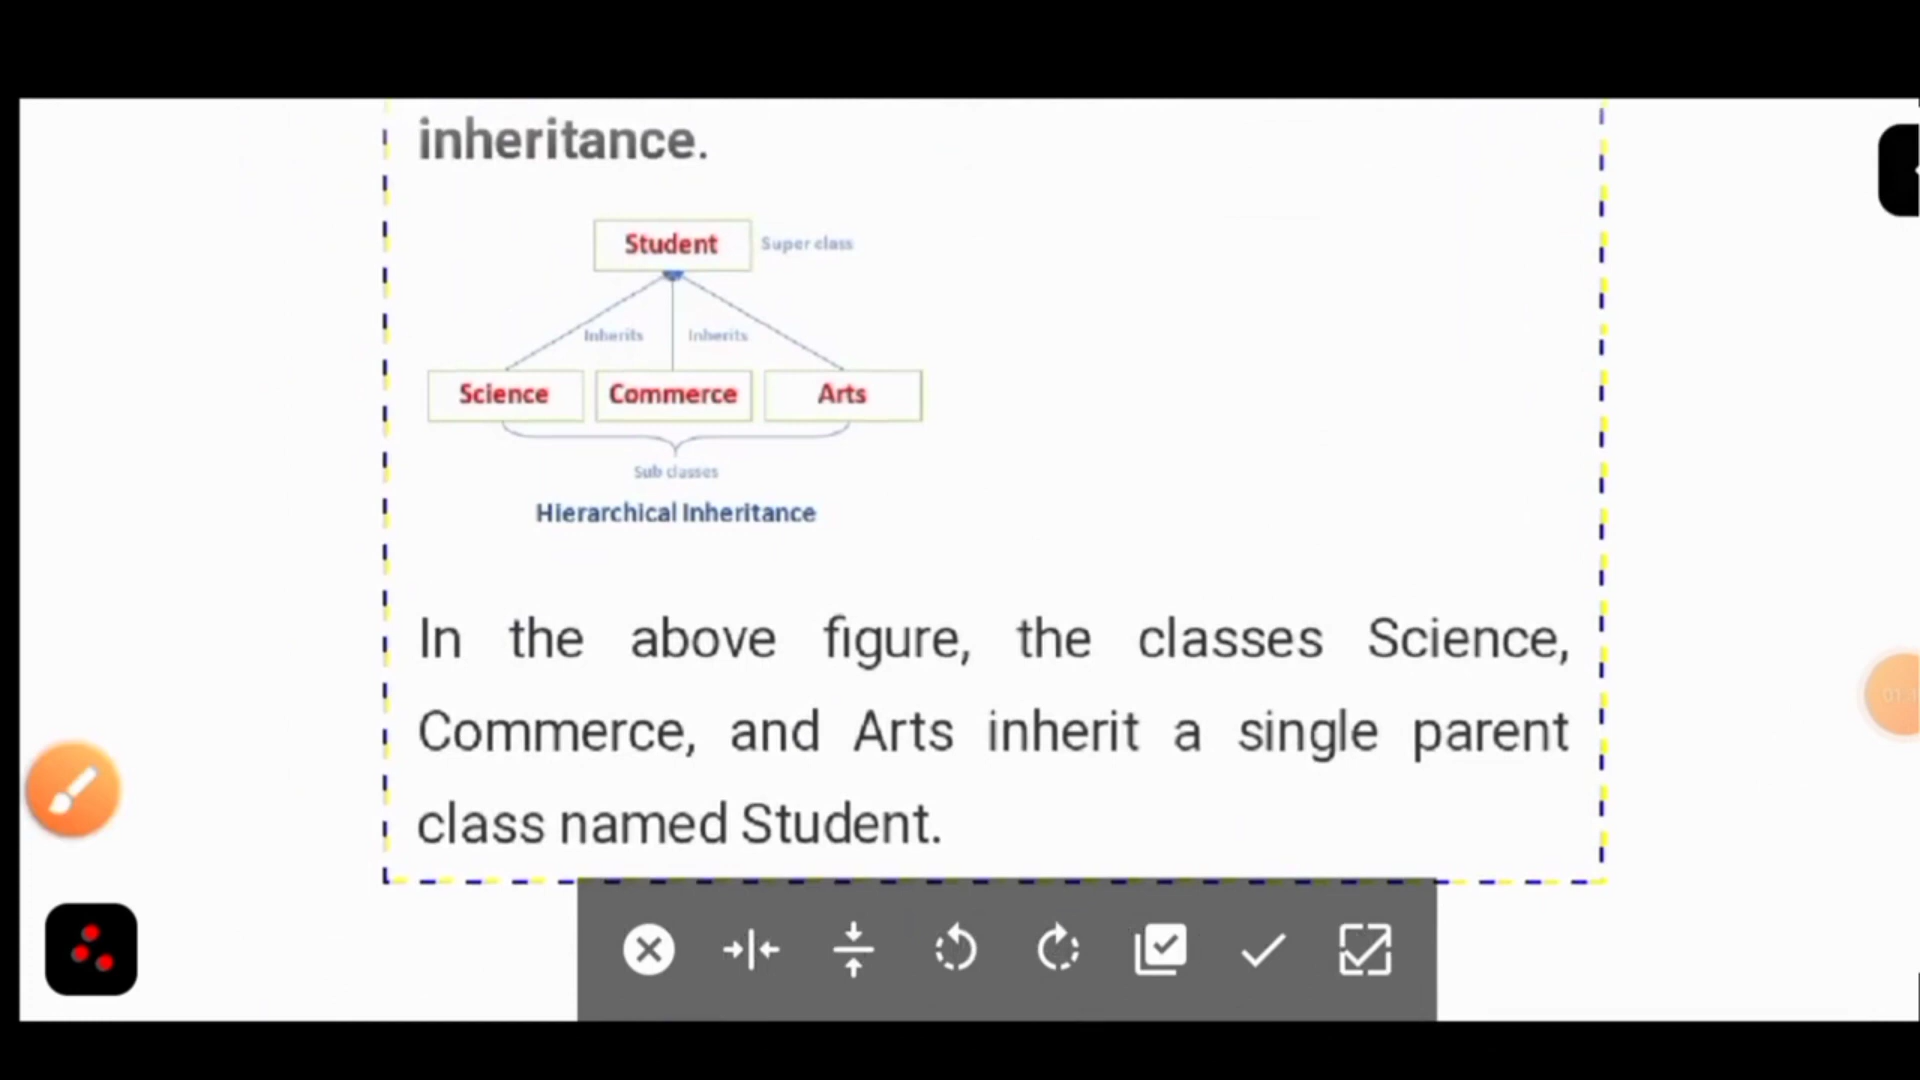 inheritance.
Student
Super class
Inherits
Inherits
Science
Commerce
Arts
Sub classes
Hierarchical Inheritance
In the above figure, the classes Science,
Commerce, and Arts inherit a single parent
class named Student.